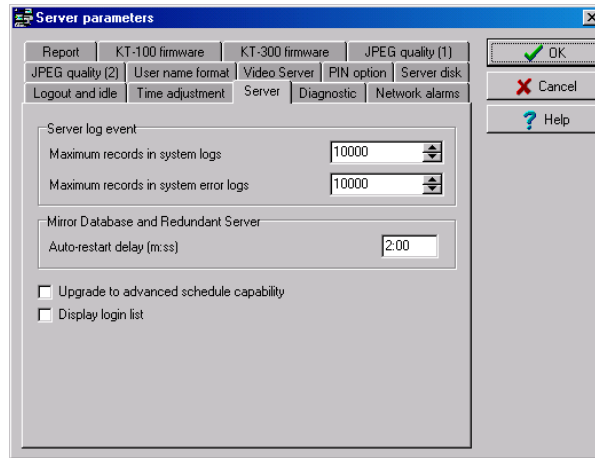 Server parameters
Report KT-100 firmware KT-300 firmware JPEG quality (1)
JPEG quality (2) User name format Video Server PIN option Server disk
Logout and idle Time adjustment Server Diagnostic Network alarms
OK
Cancel
Help
Server log event
Maximum records in system logs 10000
Maximum records in system error logs 10000
Mirror Database and Redundant Server
Auto-restart delay (m:ss) 2:00
Upgrade to advanced schedule capability
Display login list